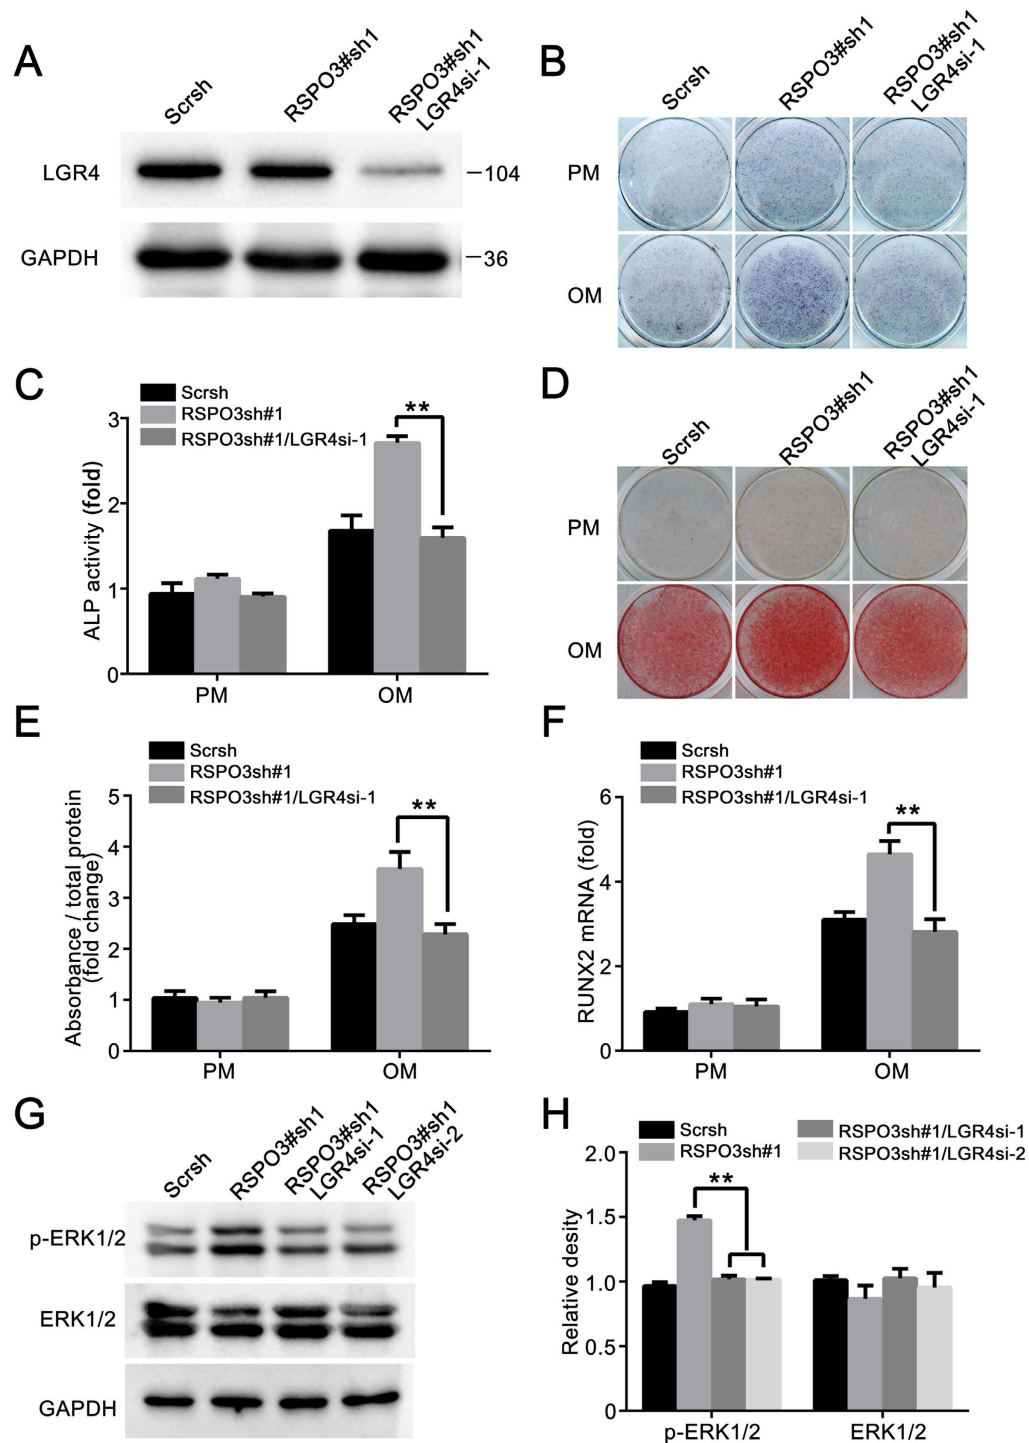 A
Scrsh
RSPO3#sh1
RSPO3#sh1
LGR4si-1
LGR4
104
GAPDH
36
B
Scrsh
RSPO3#sh1
RSPO3#sh1
LGR4si-1
PM
OM
C
Scrsh
RSPO3sh#1
RSPO3sh#1/LGR4si-1
ALP activity (fold)
3
2
1
0
**
PM
OM
D
Scrsh
RSPO3#sh1
RSPO3#sh1
LGR4si-1
PM
OM
E
Scrsh
RSPO3sh#1
RSPO3sh#1/LGR4si-1
Absorbance / total protein
(fold change)
5
4
3
2
1
0
**
PM
OM
F
Scrsh
RSPO3sh#1
RSPO3sh#1/LGR4si-1
RUNX2 mRNA (fold)
6
4
2
0
**
PM
OM
G
Scrsh
RSPO3#sh1
RSPO3#sh1
LGR4si-1
RSPO3#sh1
LGR4si-2
p-ERK1/2
ERK1/2
GAPDH
H
Scrsh
RSPO3sh#1
RSPO3sh#1/LGR4si-1
RSPO3sh#1/LGR4si-2
Relative desity
2.0
1.5
1.0
0.5
0
**
p-ERK1/2
ERK1/2